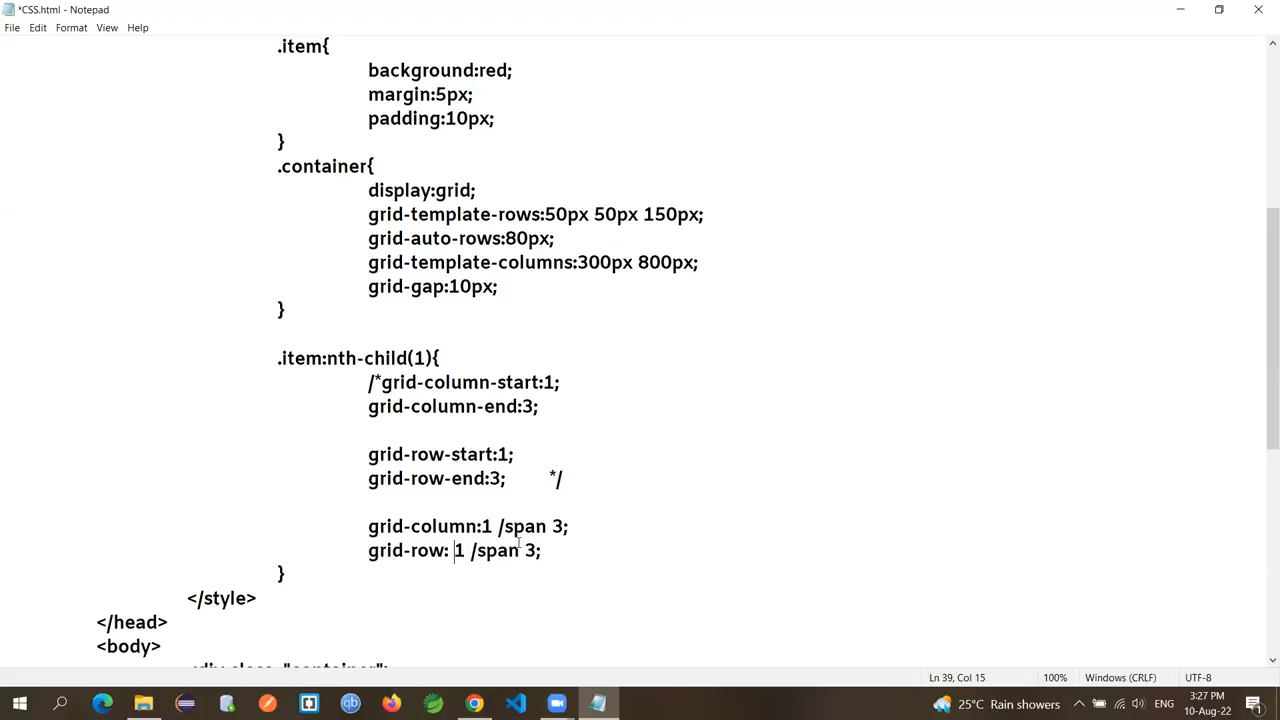 *CSS.html - Notepad
File Edit Format View Help
.item{
background:red;
margin:5px;
padding:10px;
}
.container{
display:grid;
grid-template-rows:50px 50px 150px;
grid-auto-rows:80px;
grid-template-columns:300px 800px;
grid-gap:10px;
}
.item:nth-child(1){
/*grid-column-start:1;
grid-column-end:3;
grid-row-start:1;
grid-row-end:3; */
grid-column:1 /span 3;
grid-row: 1 /span 3;
}
</style>
</head>
<body>
<div class="container">
Ln 39, Col 15 100% Windows (CRLF) UTF-8
25°C Rain showers ENG 3:27 PM
10-Aug-22